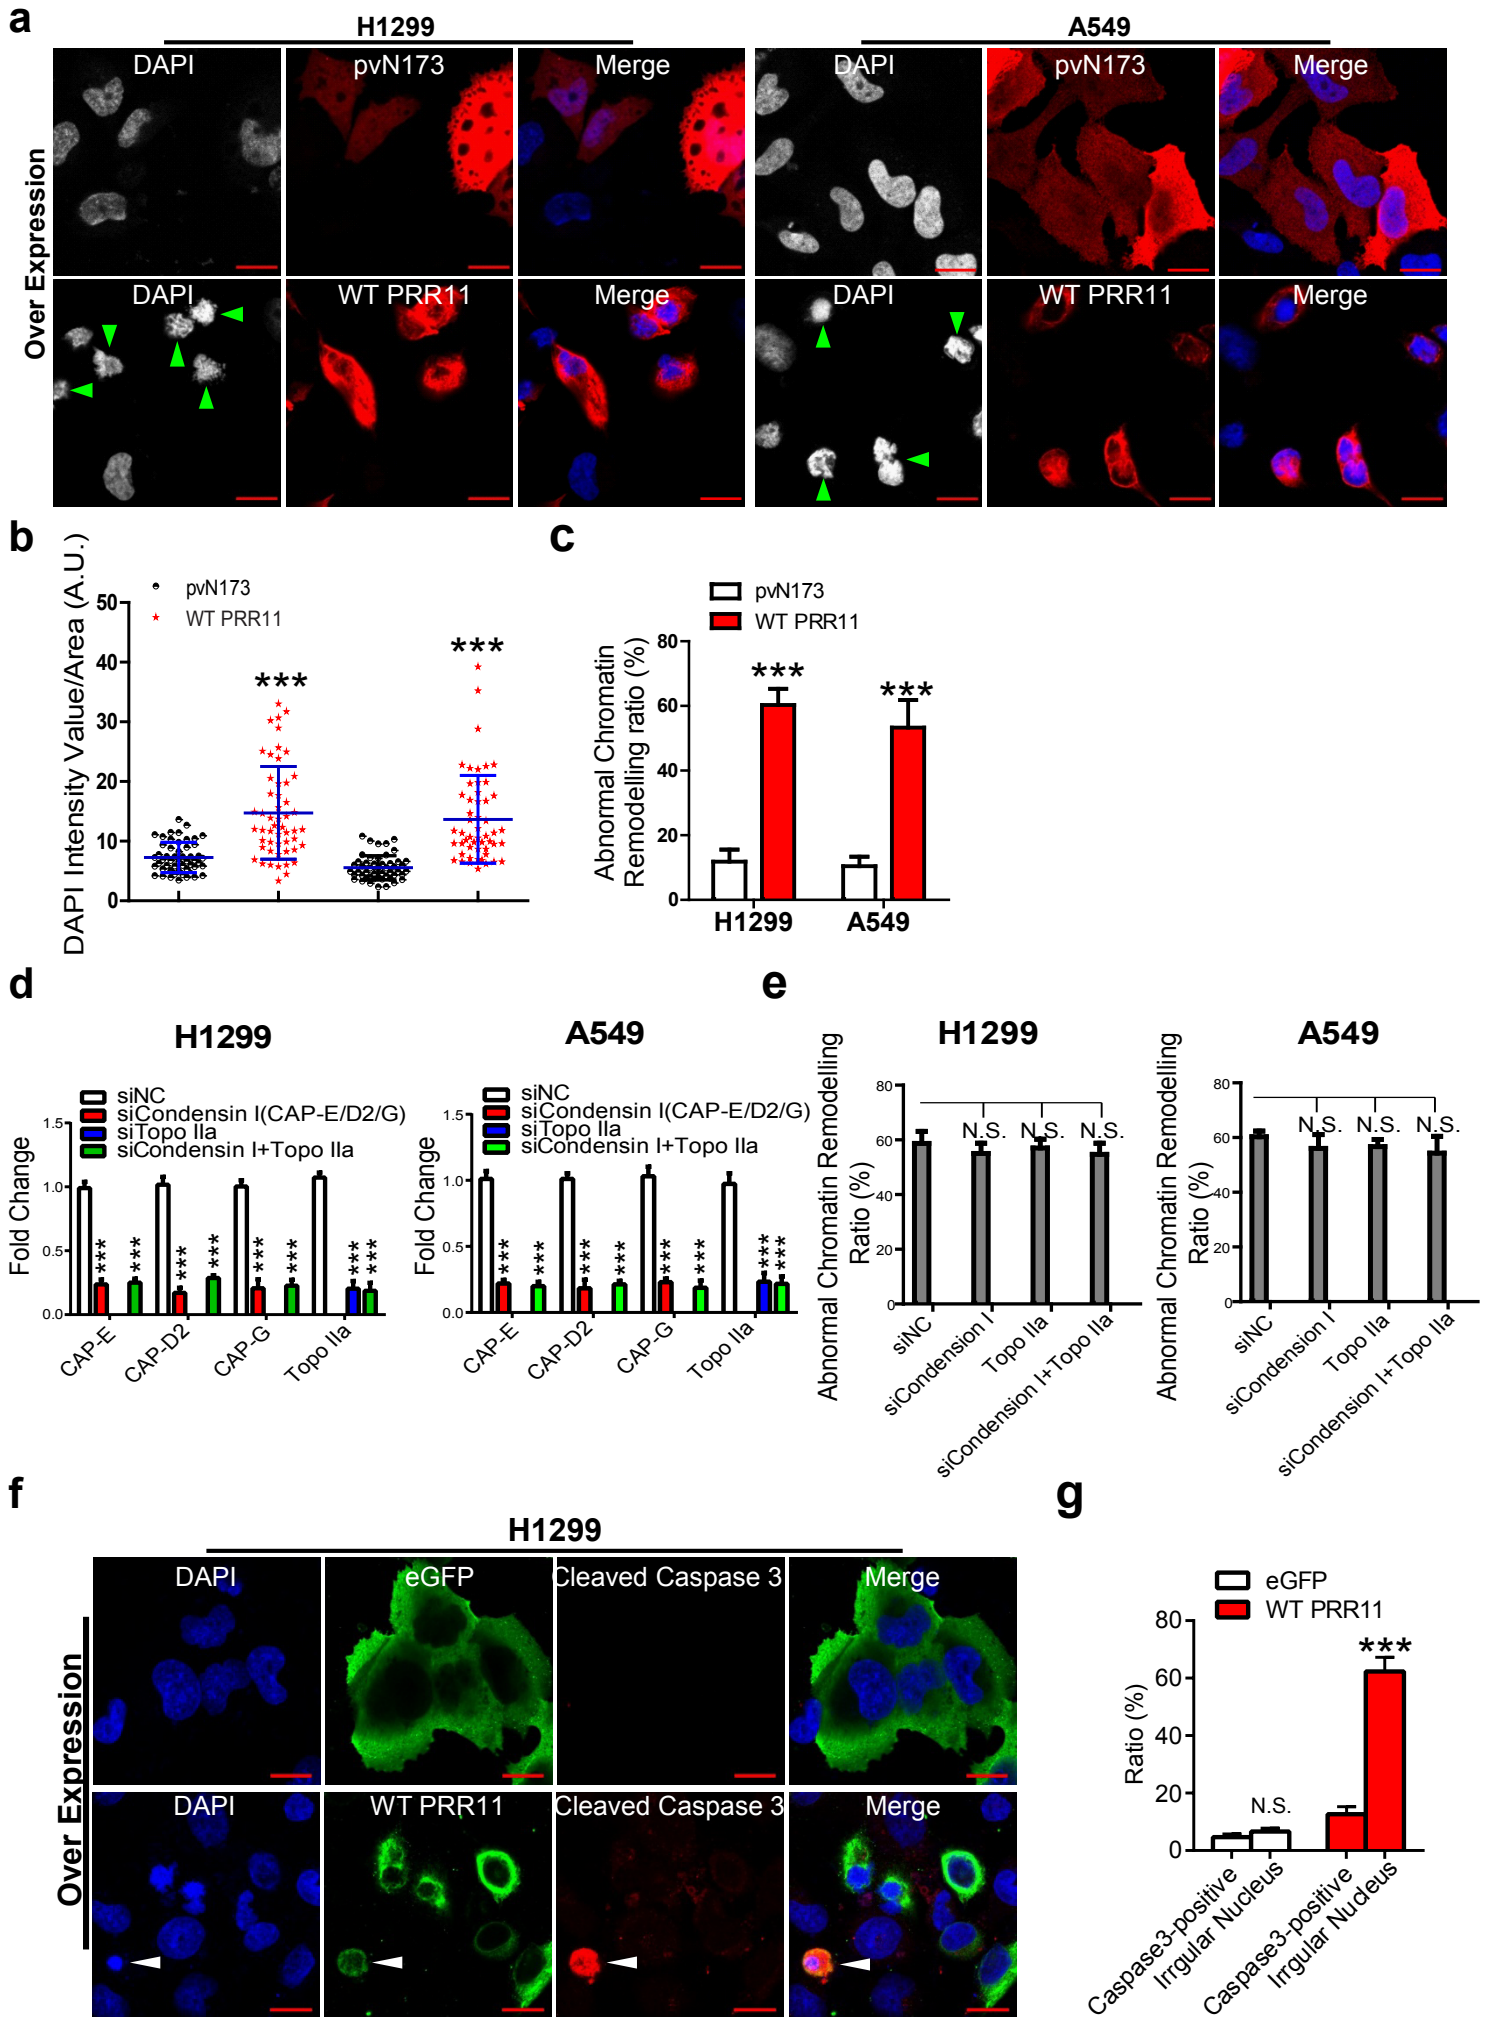 a
H1299
A549
DAPI
pvN173
Merge
DAPI
pvN173
Merge
Over Expression
DAPI
WT PRR11
Merge
DAPI
WT PRR11
Merge
b
DAPI Intensity Value/Area (A.U.)
pvN173
WT PRR11
50
40
30
20
10
0
***
***
c
Abnormal Chromatin
Remodelling ratio (%)
pvN173
WT PRR11
80
60
40
20
0
***
***
H1299
A549
d
H1299
siNC
siCondensin I(CAP-E/D2/G)
siTopo IIa
siCondensin I+Topo IIa
Fold Change
1.5
1.0
0.5
0.0
***
***
***
***
***
***
***
***
CAP-E
CAP-D2
CAP-G
Topo IIa
A549
siNC
siCondensin I(CAP-E/D2/G)
siTopo IIa
siCondensin I+Topo IIa
Fold Change
1.5
1.0
0.5
0.0
***
***
***
***
***
***
***
***
CAP-E
CAP-D2
CAP-G
Topo IIa
e
H1299
Abnormal Chromatin Remodelling
Ratio (%)
80
60
40
20
0
N.S.
N.S.
N.S.
siNC
siCondension I
Topo IIa
siCondension I+Topo IIa
A549
Abnormal Chromatin Remodelling
Ratio (%)
80
60
40
20
0
N.S.
N.S.
N.S.
siNC
siCondension I
Topo IIa
siCondension I+Topo IIa
f
H1299
Over Expression
DAPI
eGFP
Cleaved Caspase 3
Merge
DAPI
WT PRR11
Cleaved Caspase 3
Merge
g
eGFP
WT PRR11
Ratio (%)
80
60
40
20
0
N.S.
***
Caspase3-positive
Irrgular Nucleus
Caspase3-positive
Irrgular Nucleus